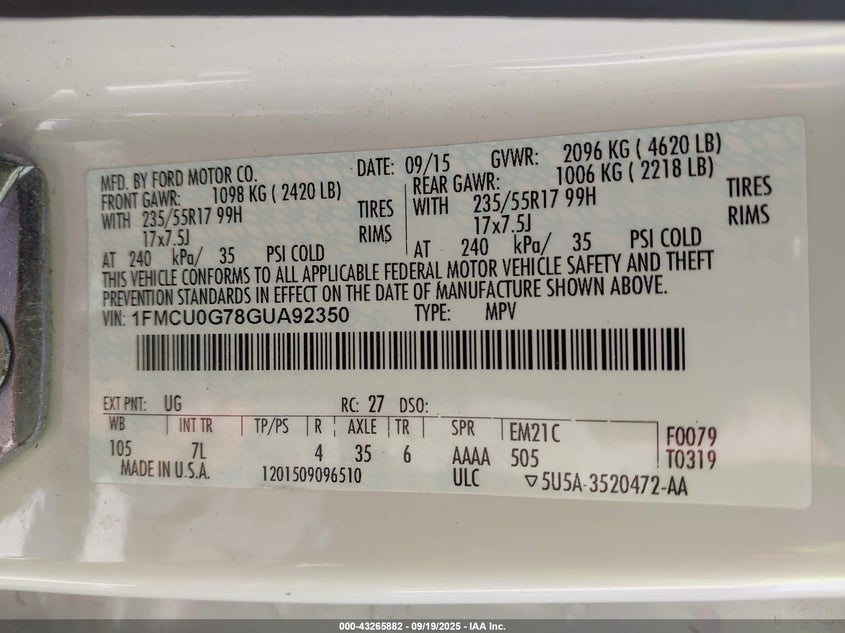 MFD. BY FORD MOTOR CO. DATE: 09/15 GVWR: 2096 KG ( 4620 LB)
FRONT GAWR: 1098 KG ( 2420 LB) REAR GAWR: 1006 KG ( 2218 LB)
WITH 235/55R17 99H TIRES WITH 235/55R17 99H TIRES
17x7.5J RIMS 17x7.5J RIMS
AT 240 kPa/ 35 PSI COLD AT 240 kPa/ 35 PSI COLD
THIS VEHICLE CONFORMS TO ALL APPLICABLE FEDERAL MOTOR VEHICLE SAFETY AND THEFT
PREVENTION STANDARDS IN EFFECT ON THE DATE OF MANUFACTURE SHOWN ABOVE.
VIN: 1FMCU0G78GUA92350 TYPE: MPV
EXT PNT: UG RC: 27 DSO:
WB INT TR TP/PS R AXLE TR SPR EM21C F0079
105 7L 4 35 6 AAAA 505 T0319
MADE IN U.S.A. 1201509096510 ULC ▽5U5A-3520472-AA
000-43265882 - 09/19/2025 - IAA Inc.